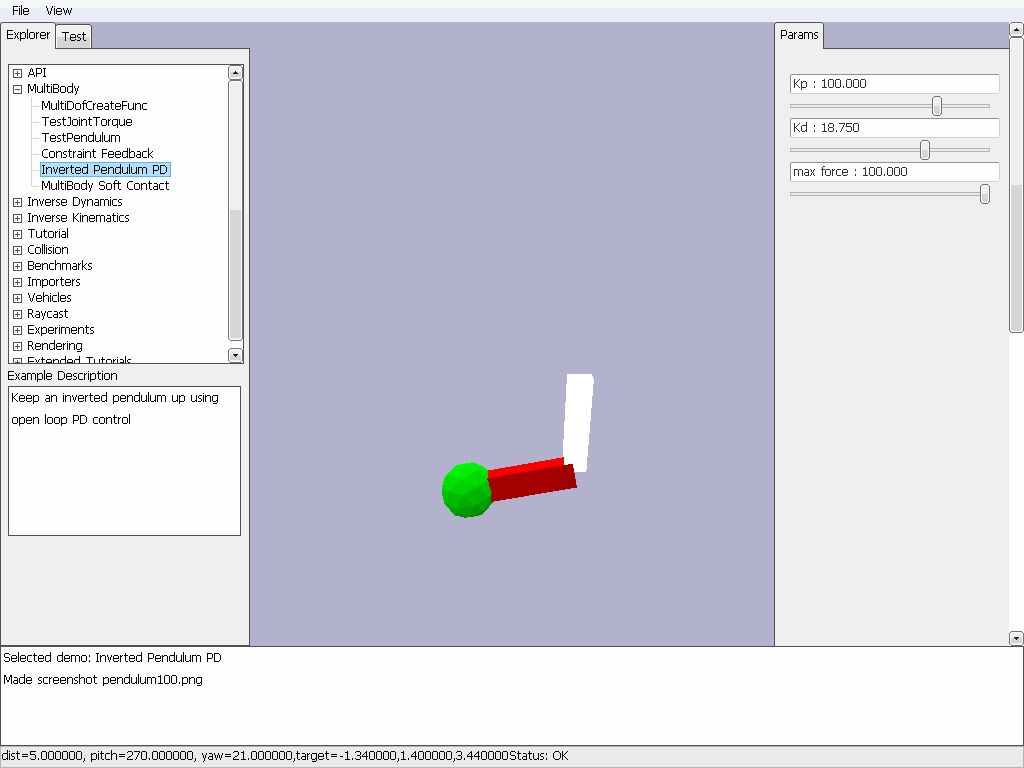 File View
Explorer Test
Params
API
MultiBody
MultiDofCreateFunc
TestJointTorque
TestPendulum
Constraint Feedback
Inverted Pendulum PD
MultiBody Soft Contact
Inverse Dynamics
Inverse Kinematics
Tutorial
Collision
Benchmarks
Importers
Vehicles
Raycast
Experiments
Rendering
Extended Tutorials
Example Description
Keep an inverted pendulum up using
open loop PD control
Kp : 100.000
Kd : 18.750
max force : 100.000
Selected demo: Inverted Pendulum PD
Made screenshot pendulum100.png
dist=5.000000, pitch=270.000000, yaw=21.000000,target=-1.340000,1.400000,3.440000Status: OK